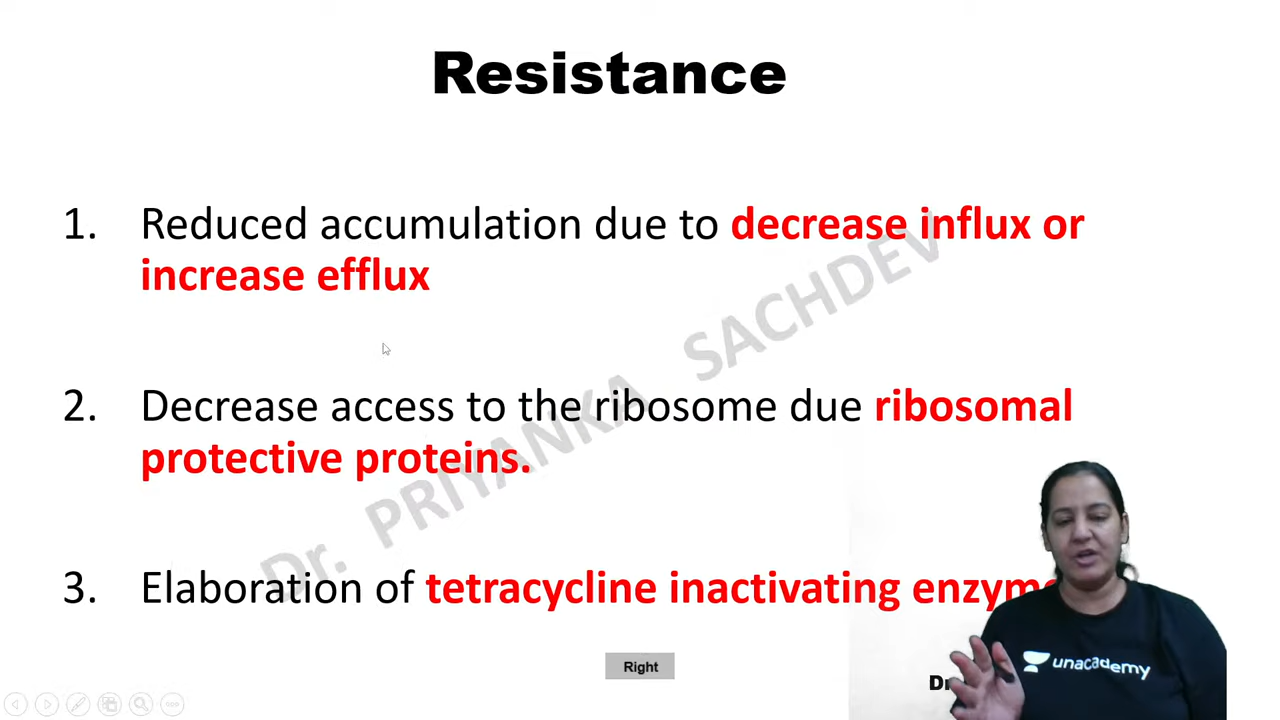 Resistance
1. Reduced accumulation due to decrease influx or
increase efflux
2. Decrease access to the ribosome due ribosomal
protective proteins.
3. Elaboration of tetracycline inactivating
Dr. PRIYANKA SACHDEV
unacademy
Right